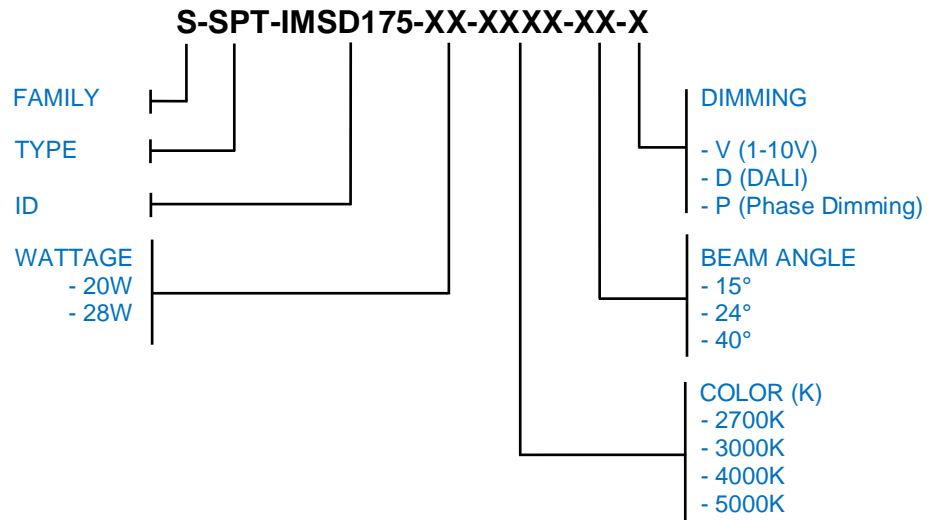 S-SPT-IMSD175-XX-XXXX-XX-X
FAMILY
TYPE
ID
WATTAGE
- 20W
- 28W
DIMMING
- V (1-10V)
- D (DALI)
- P (Phase Dimming)
BEAM ANGLE
- 15°
- 24°
- 40°
COLOR (K)
- 2700K
- 3000K
- 4000K
- 5000K